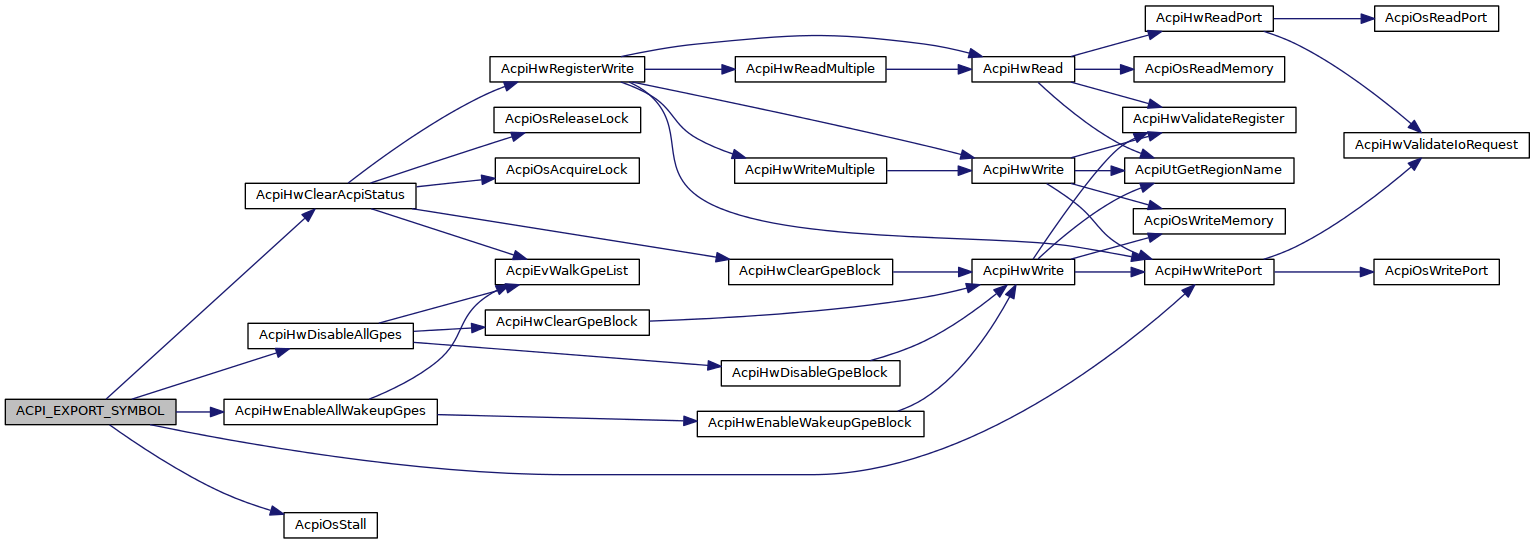 AcpiHwReadPort
AcpiOsReadPort
AcpiHwRegisterWrite
AcpiHwReadMultiple
AcpiHwRead
AcpiOsReadMemory
AcpiOsReleaseLock
AcpiHwValidateRegister
AcpiHwValidateIoRequest
AcpiOsAcquireLock
AcpiHwWriteMultiple
AcpiHwWrite
AcpiUtGetRegionName
AcpiHwClearAcpiStatus
AcpiOsWriteMemory
AcpiEvWalkGpeList
AcpiHwClearGpeBlock
AcpiHwWrite
AcpiHwWritePort
AcpiOsWritePort
AcpiHwClearGpeBlock
AcpiHwDisableAllGpes
AcpiHwDisableGpeBlock
ACPI_EXPORT_SYMBOL
AcpiHwEnableAllWakeupGpes
AcpiHwEnableWakeupGpeBlock
AcpiOsStall